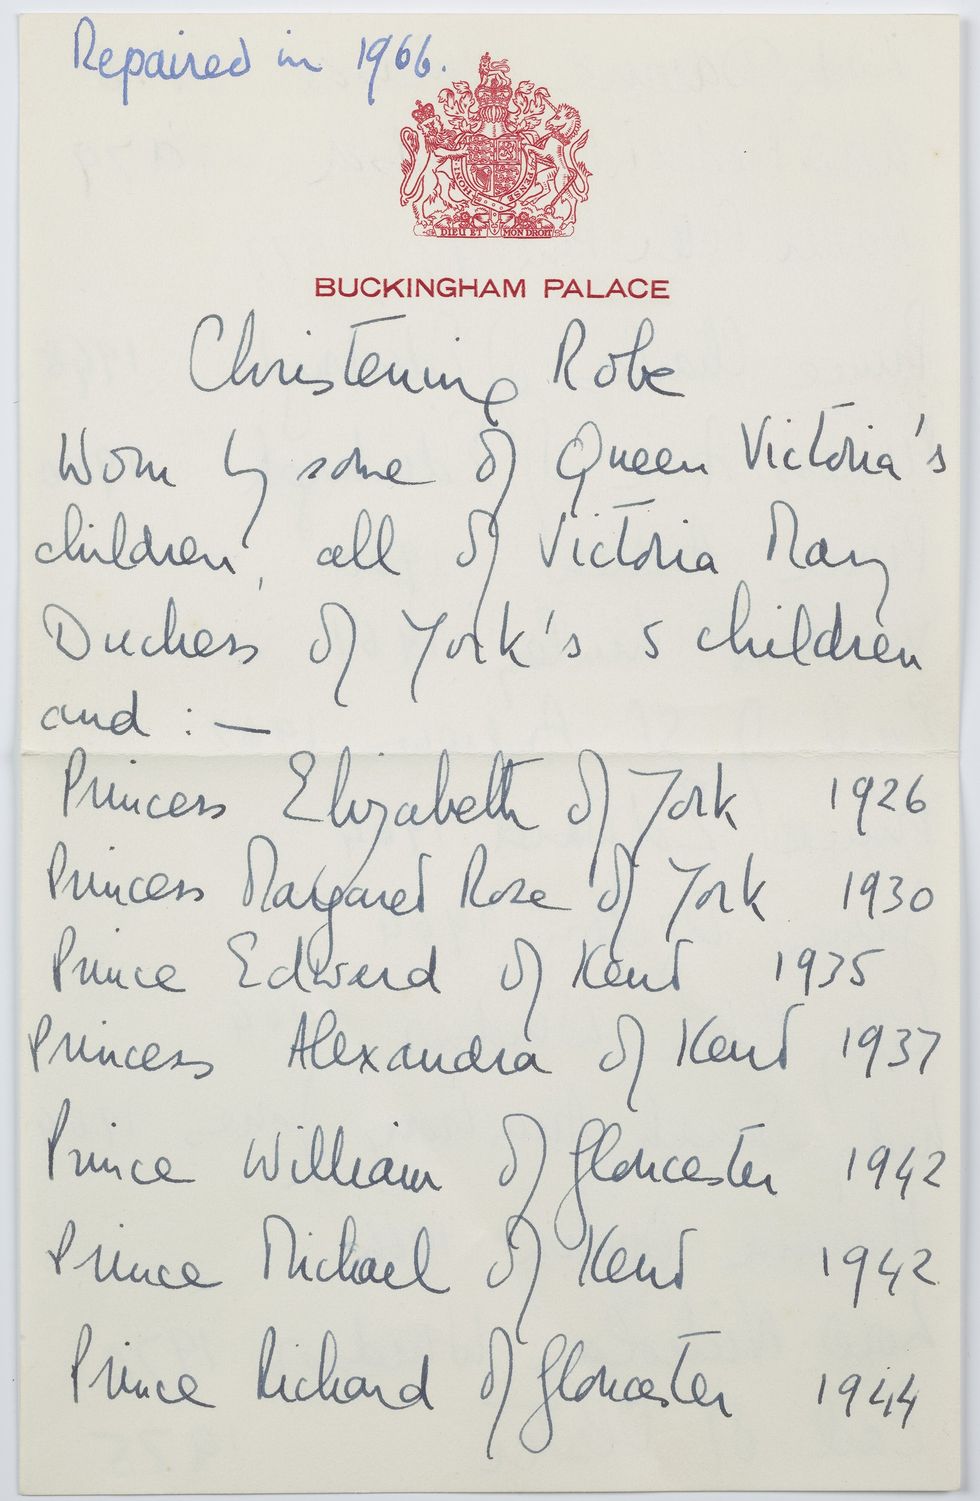 Repaired in 1966.
HONI PENSE
DIEU ET MON DROIT
BUCKINGHAM PALACE
Christening Robe
Worn by some of Queen Victoria's
children, all of Victoria Mary
Duchess of York's 5 children
and : —
Princess Elizabeth of York 1926
Princess Margaret Rose of York 1930
Prince Edward of Kent 1935
Princess Alexandra of Kent 1937
Prince William of Gloucester 1942
Prince Michael of Kent 1942
Prince Richard of Gloucester 1944